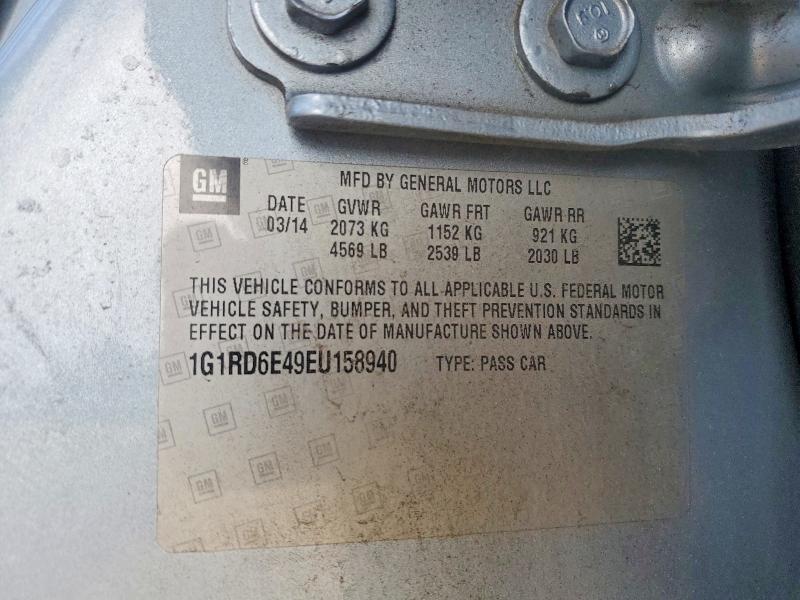 GM
MFD BY GENERAL MOTORS LLC
DATE GVWR GAWR FRT GAWR RR
03/14 2073 KG 1152 KG 921 KG
4569 LB 2539 LB 2030 LB
THIS VEHICLE CONFORMS TO ALL APPLICABLE U.S. FEDERAL MOTOR
VEHICLE SAFETY, BUMPER, AND THEFT PREVENTION STANDARDS IN
EFFECT ON THE DATE OF MANUFACTURE SHOWN ABOVE.
1G1RD6E49EU158940 TYPE: PASS CAR